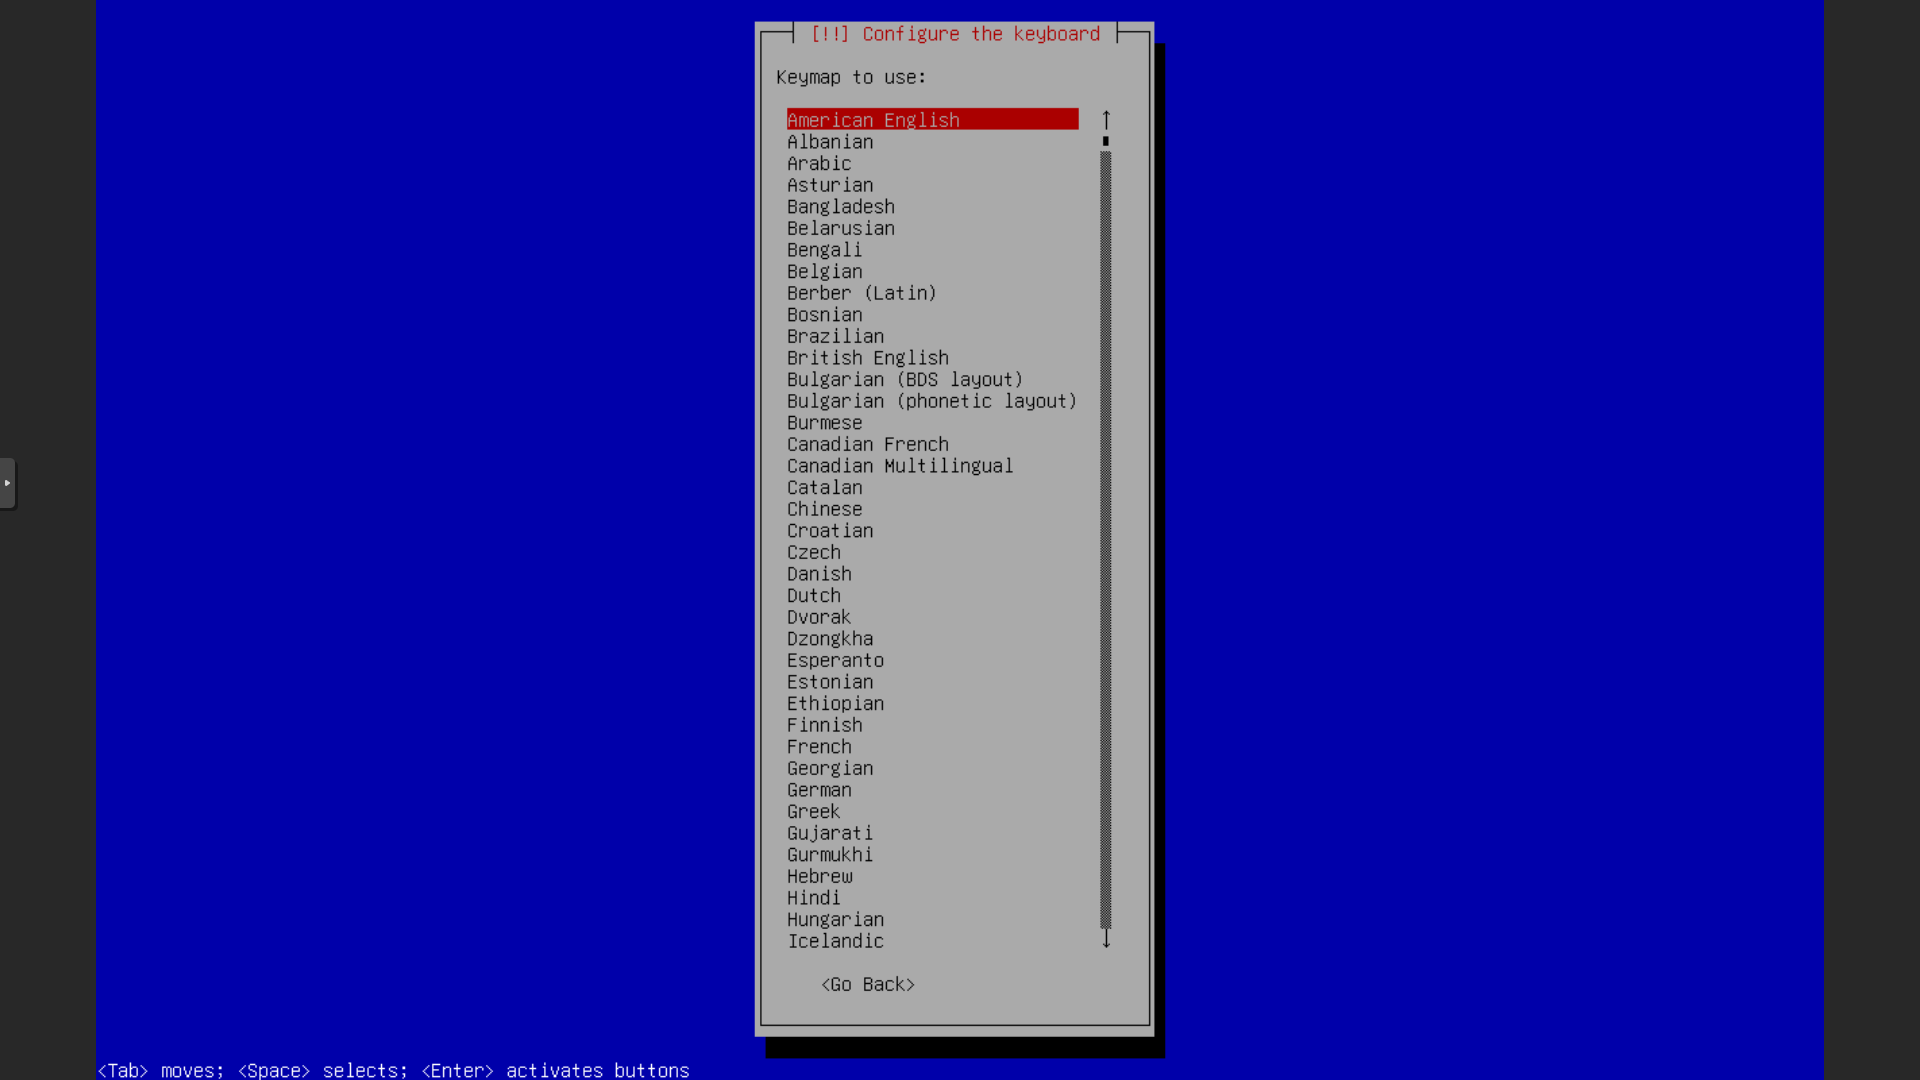 [!!] Configure the keyboard
Keymap to use:
American English
Albanian
Arabic
Asturian
Bangladesh
Belarusian
Bengali
Belgian
Berber (Latin)
Bosnian
Brazilian
British English
Bulgarian (BDS layout)
Bulgarian (phonetic layout)
Burmese
Canadian French
Canadian Multilingual
Catalan
Chinese
Croatian
Czech
Danish
Dutch
Dvorak
Dzongkha
Esperanto
Estonian
Ethiopian
Finnish
French
Georgian
German
Greek
Gujarati
Gurmukhi
Hebrew
Hindi
Hungarian
Icelandic
<Go Back>
<Tab> moves; <Space> selects; <Enter> activates buttons